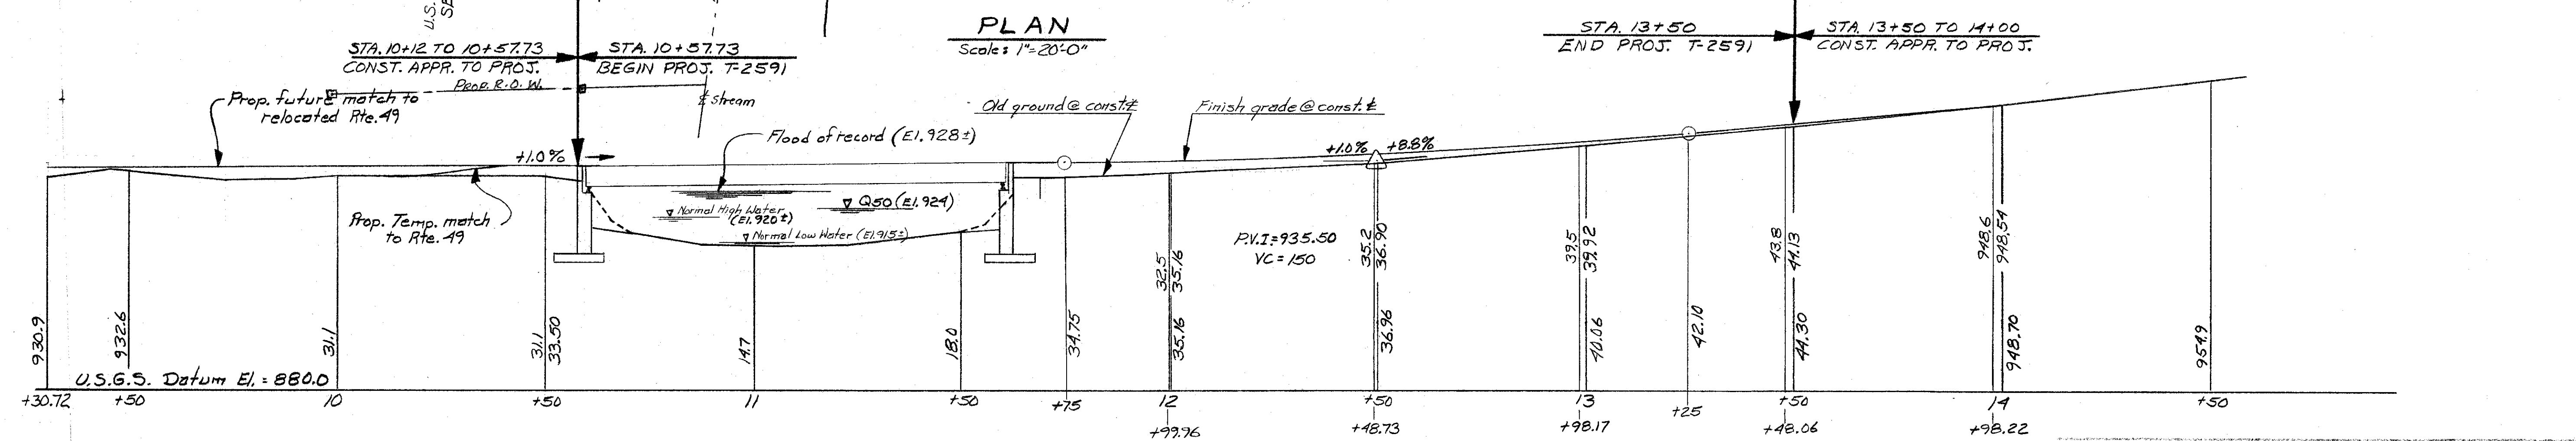 U.S.
PLAN
Scale: 1"=20'-0"
STA. 10+12 TO 10+57.73
CONST. APPR. TO PROJ.
STA. 10+57.73
BEGIN PROJ. T-2591
STA. 13+50
END PROJ. T-2591
STA. 13+50 TO 14+00
CONST. APPR. TO PROJ.
PROP. R.O.W.
Prop. future match to
relocated Rte. 49
℄ stream
Old ground @ const. ℄
Finish grade @ const. ℄
Flood of record (El. 928±)
+1.0%
+1.0%
+8.8%
Prop. Temp. match
to Rte. 49
Normal High Water
(El. 920±)
Q50 (El. 924)
Normal Low Water (El. 915±)
P.V.I = 935.50
VC = 150
930.9
932.6
31.1
31.1
33.50
14.7
18.0
34.75
32.5
35.16
35.16
35.2
36.90
36.96
39.5
39.92
40.06
42.10
43.8
44.13
44.30
948.6
948.54
948.70
954.9
U.S.G.S. Datum El. = 880.0
+30.72
+50
10
+50
11
+50
+75
12
+50
13
+25
+50
14
+50
+99.96
+48.73
+98.17
+48.06
+98.22